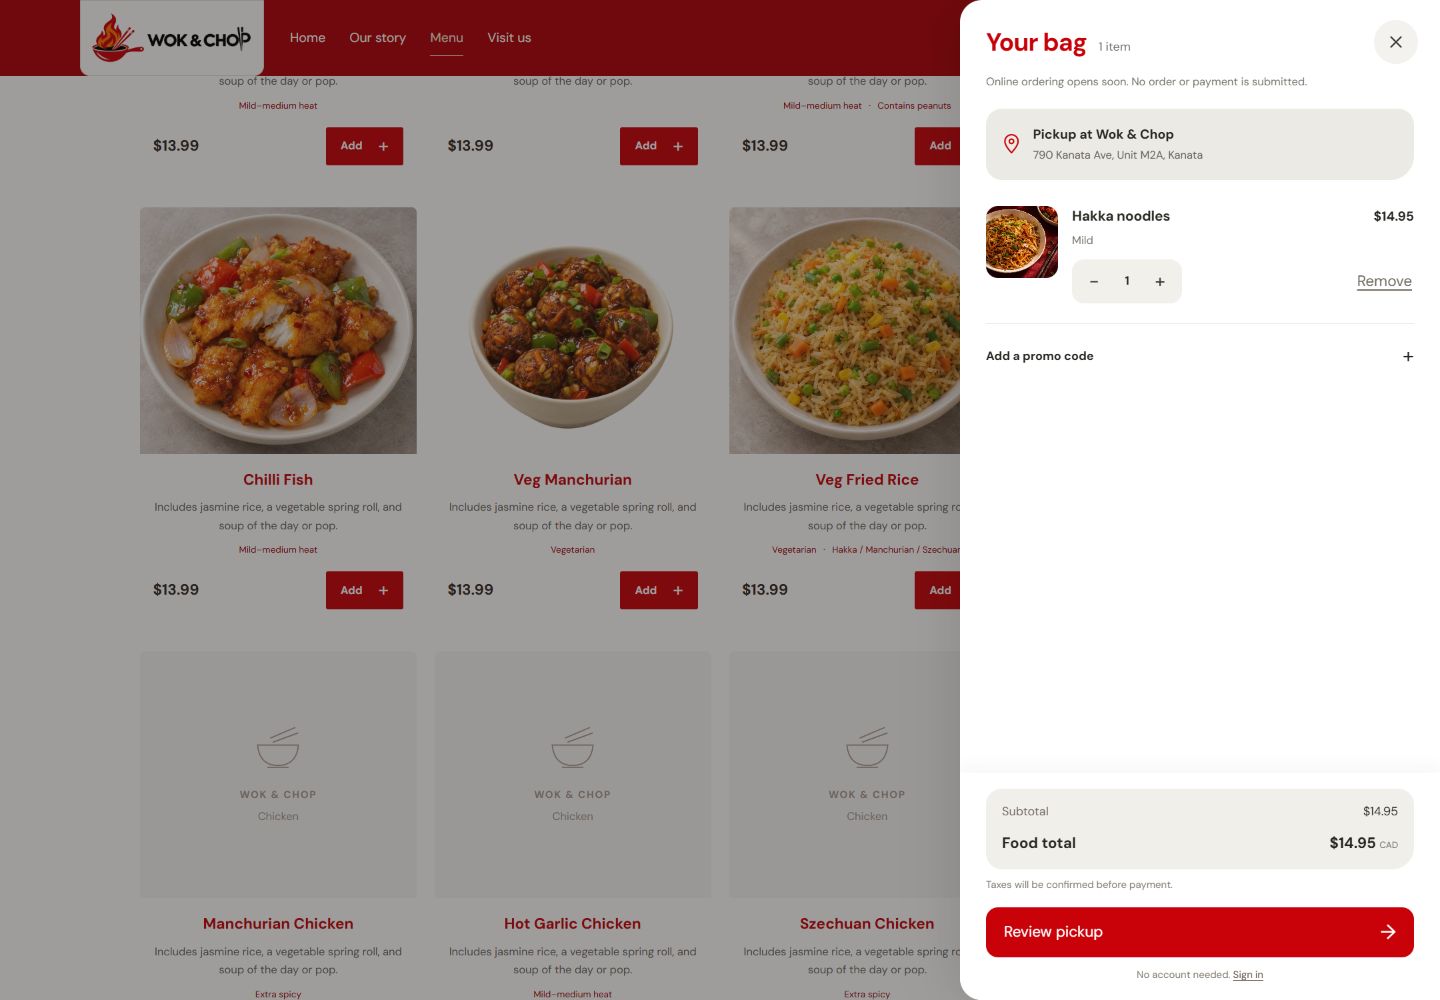 WOK & CHOP
Home
Our story
Menu
Visit us
soup of the day or pop.
soup of the day or pop.
soup of the day or pop.
Mild–medium heat
Mild–medium heat · Contains peanuts
$13.99
Add +
$13.99
Add +
$13.99
Add
Chilli Fish
Includes jasmine rice, a vegetable spring roll, and
soup of the day or pop.
Mild–medium heat
$13.99
Add +
Veg Manchurian
Includes jasmine rice, a vegetable spring roll, and
soup of the day or pop.
Vegetarian
$13.99
Add +
Veg Fried Rice
Includes jasmine rice, a vegetable spring ro
soup of the day or pop.
Vegetarian · Hakka / Manchurian / Szechuan
$13.99
Add
WOK & CHOP
Chicken
Manchurian Chicken
Includes jasmine rice, a vegetable spring roll, and
soup of the day or pop.
Extra spicy
WOK & CHOP
Chicken
Hot Garlic Chicken
Includes jasmine rice, a vegetable spring roll, and
soup of the day or pop.
Mild–medium heat
WOK & CHOP
Chicken
Szechuan Chicken
Includes jasmine rice, a vegetable spring ro
soup of the day or pop.
Extra spicy
Your bag 1 item
Online ordering opens soon. No order or payment is submitted.
Pickup at Wok & Chop
790 Kanata Ave, Unit M2A, Kanata
Hakka noodles $14.95
Mild
− 1 + Remove
Add a promo code +
Subtotal $14.95
Food total $14.95 CAD
Taxes will be confirmed before payment.
Review pickup →
No account needed. Sign in